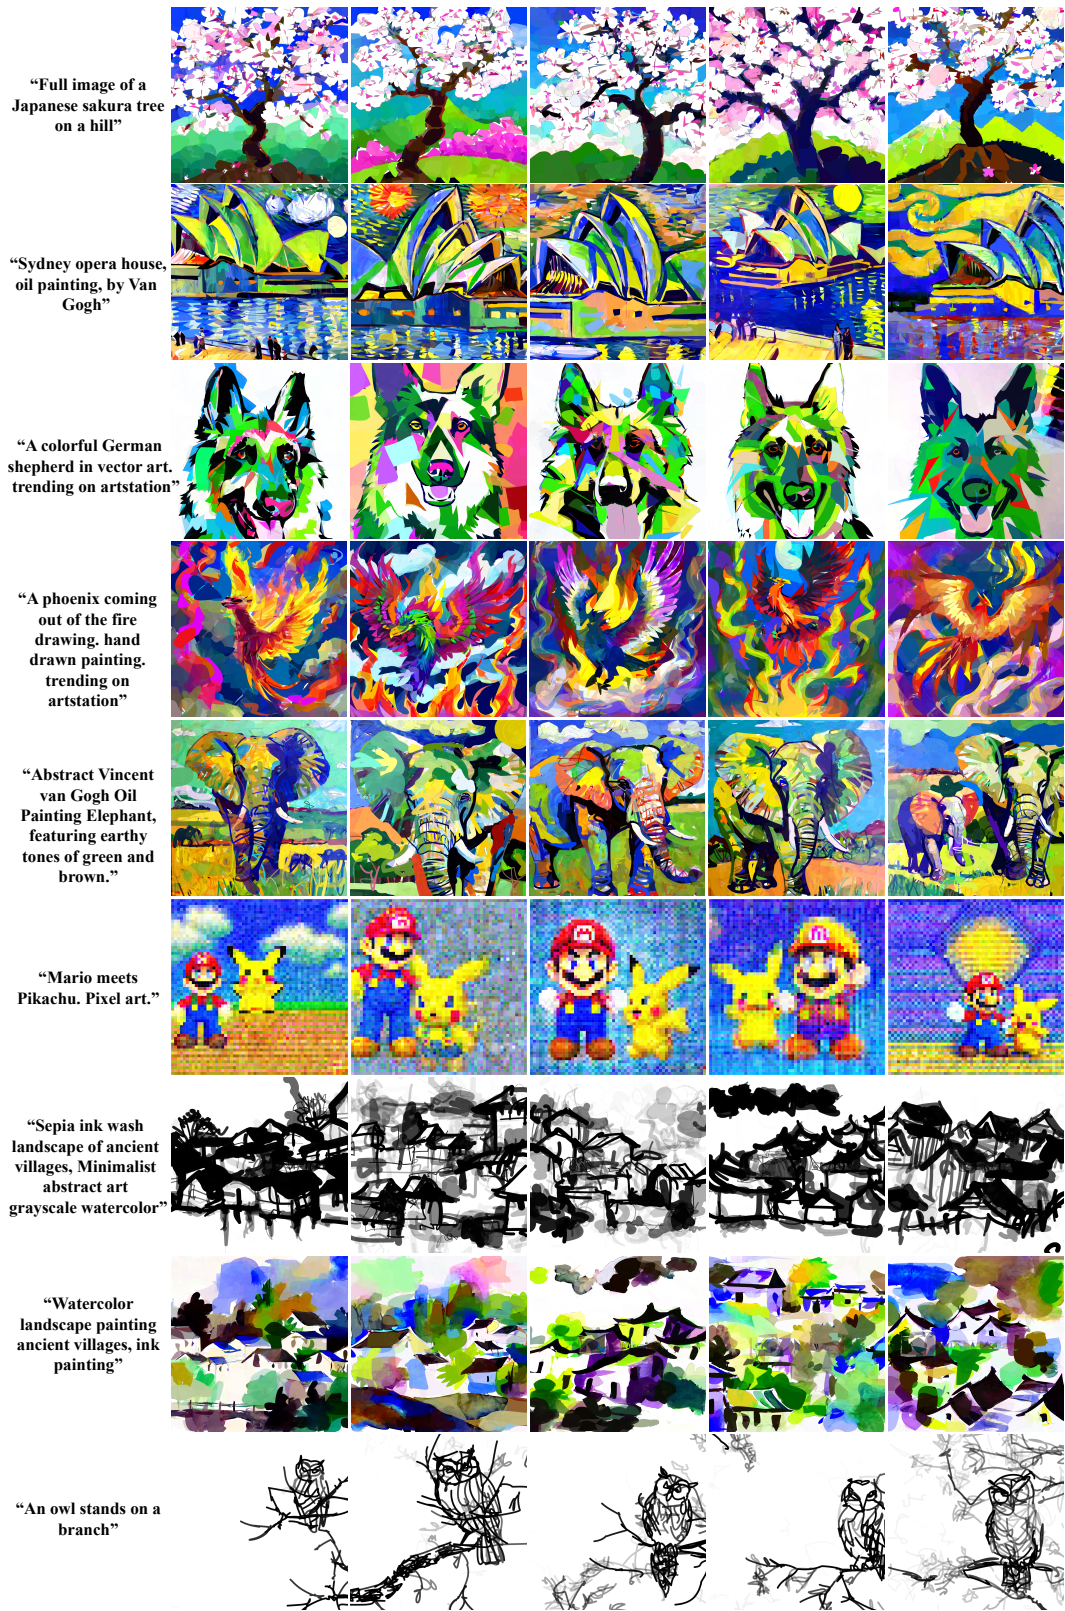 “Full image of a
Japanese sakura tree
on a hill”
“Sydney opera house,
oil painting, by Van
Gogh”
“A colorful German
shepherd in vector art.
trending on artstation”
“A phoenix coming
out of the fire
drawing. hand
drawn painting.
trending on
artstation”
“Abstract Vincent
van Gogh Oil
Painting Elephant,
featuring earthy
tones of green and
brown.”
“Mario meets
Pikachu. Pixel art.”
“Sepia ink wash
landscape of ancient
villages, Minimalist
abstract art
grayscale watercolor”
“Watercolor
landscape painting
ancient villages, ink
painting”
“An owl stands on a
branch”